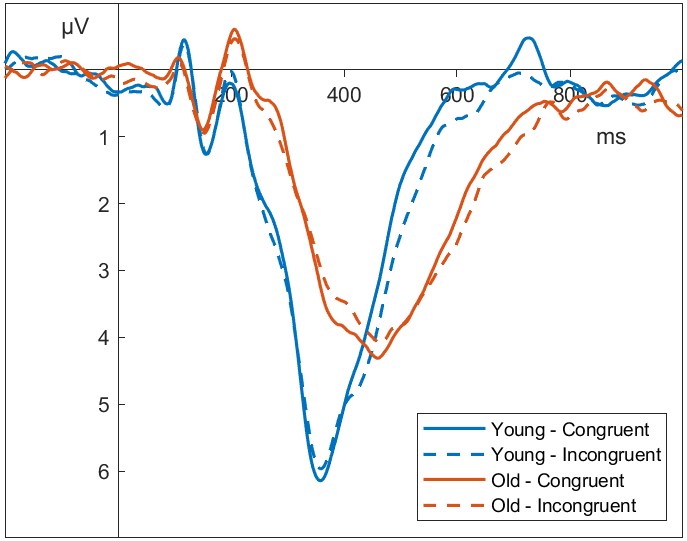 µV
200 400 600 800
ms
1
2
3
4
5
6
Young - Congruent
Young - Incongruent
Old - Congruent
Old - Incongruent